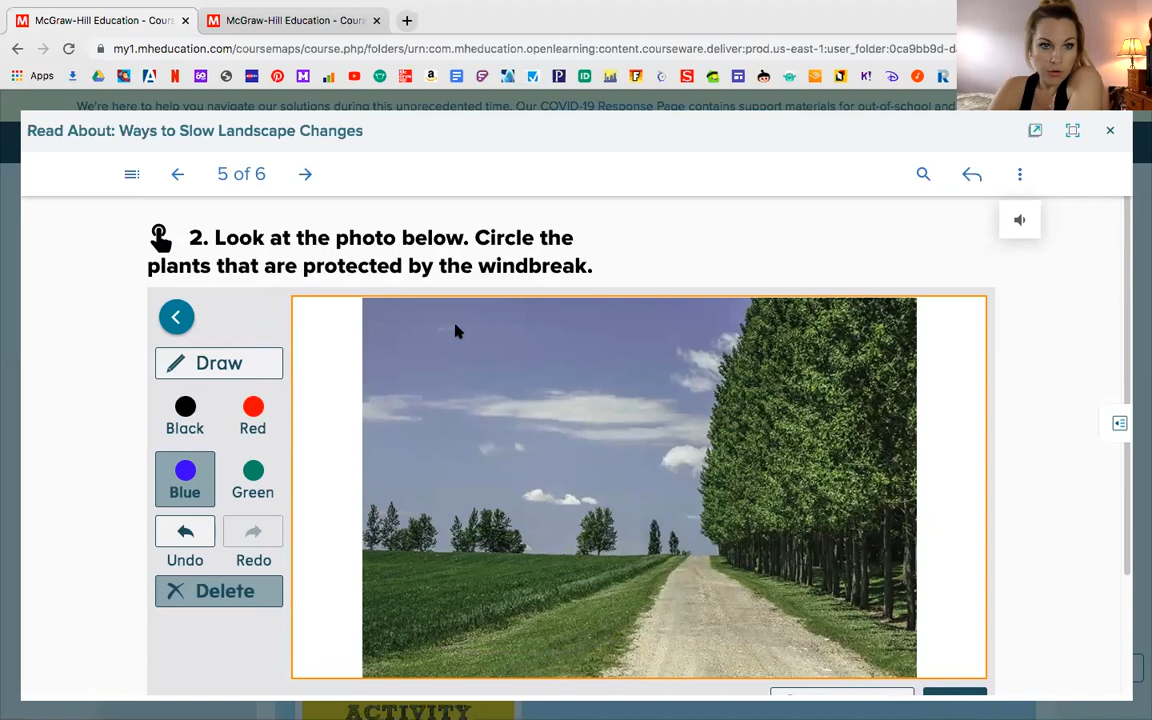 McGraw-Hill Education - Cours
McGraw-Hill Education - Cours
my1.mheducation.com/coursemaps/course.php/folders/urn:com.mheducation.openlearning:content.courseware.deliver:prod.us-east-1:user_folder:0ca9bb9d-d
Apps
We're here to help you navigate our solutions during this unprecedented time. Our COVID-19 Response Page contains support materials for out-of-school and
Read About: Ways to Slow Landscape Changes
5 of 6
2. Look at the photo below. Circle the
plants that are protected by the windbreak.
Draw
Black
Red
Blue
Green
Undo
Redo
Delete
ACTIVITY